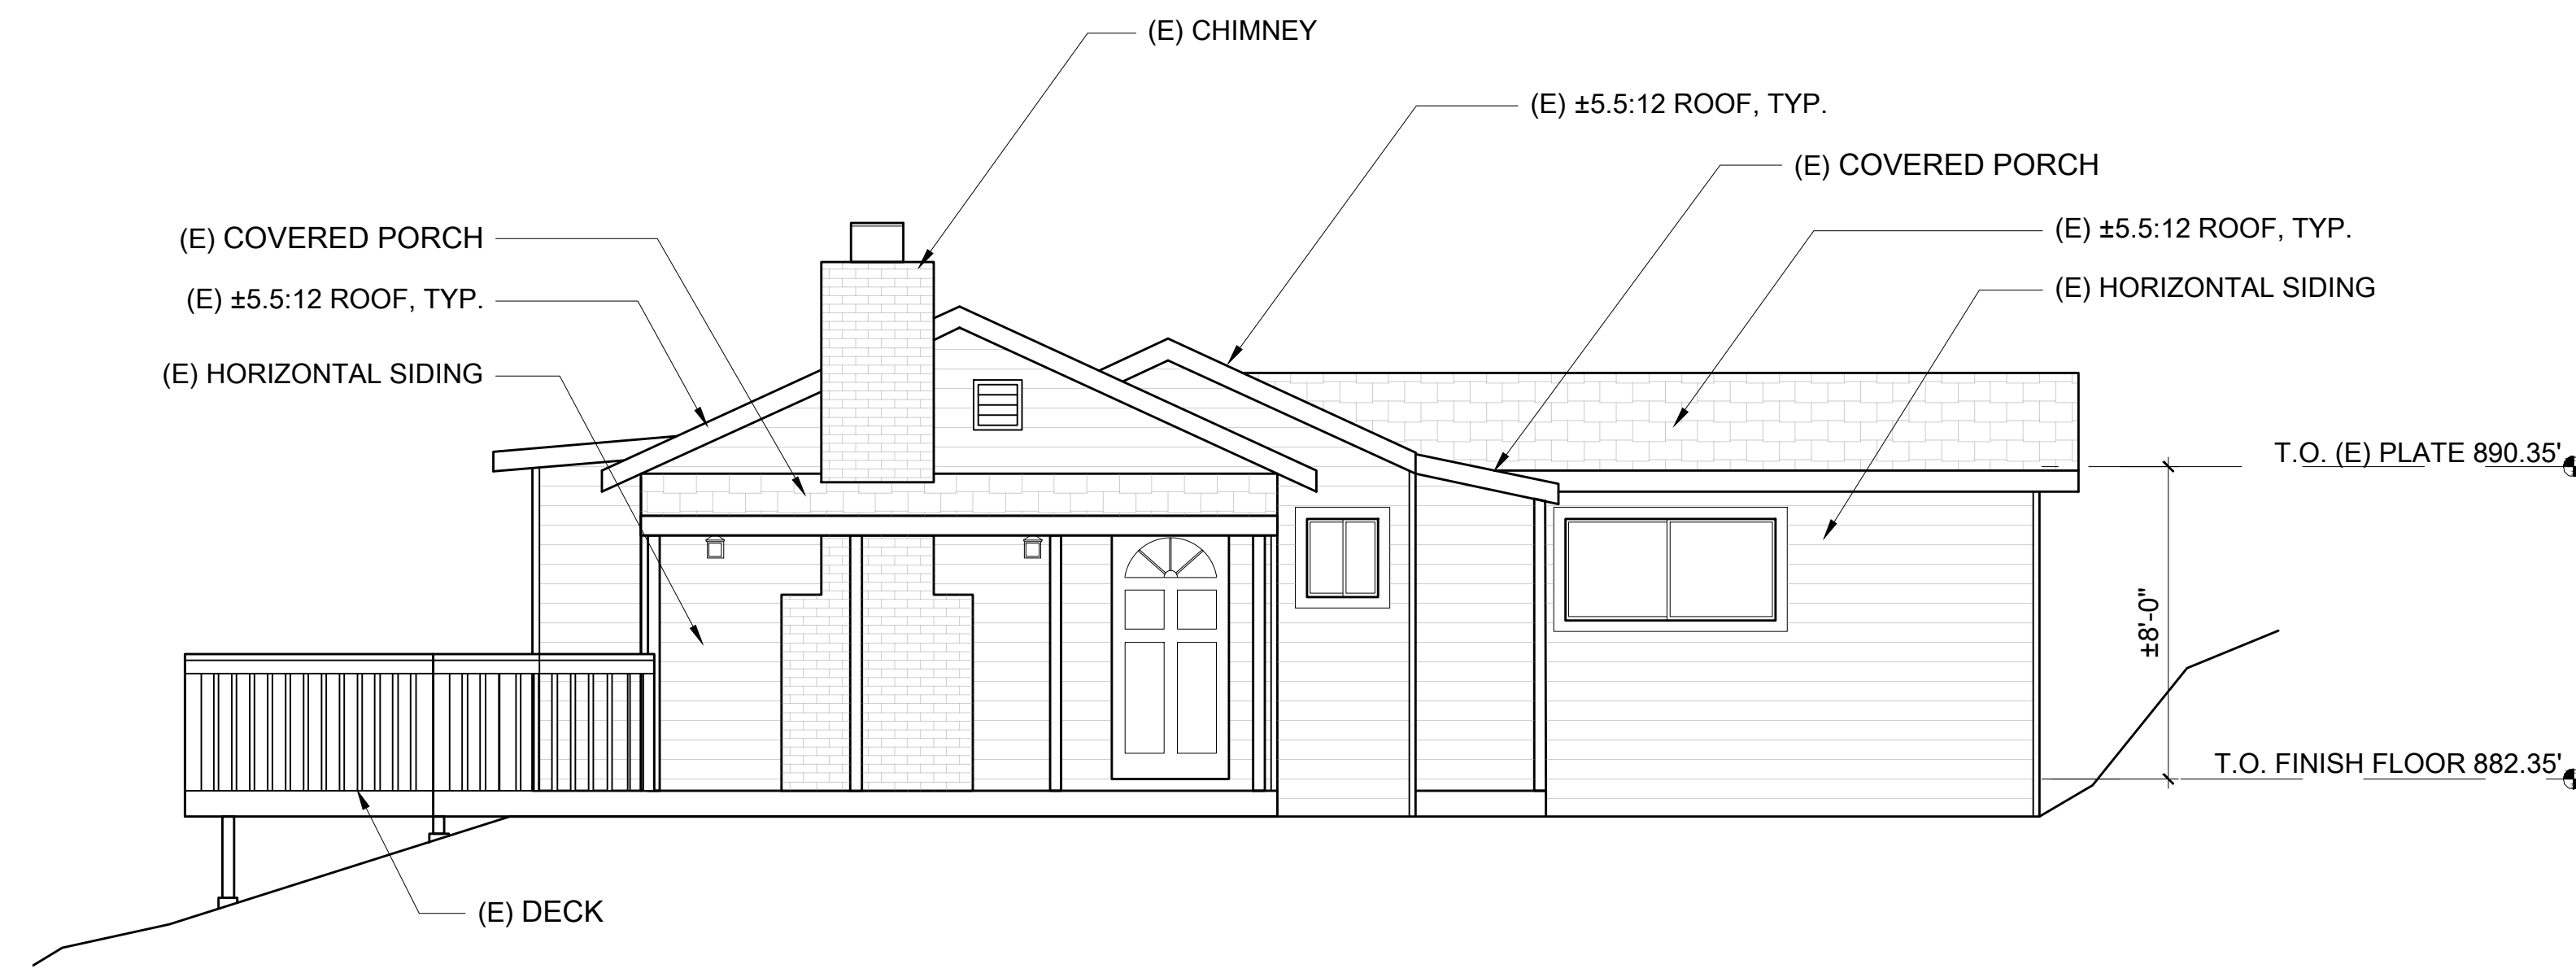 (E) CHIMNEY
(E) ±5.5:12 ROOF, TYP.
(E) COVERED PORCH
(E) ±5.5:12 ROOF, TYP.
(E) COVERED PORCH
(E) HORIZONTAL SIDING
(E) ±5.5:12 ROOF, TYP.
(E) HORIZONTAL SIDING
T.O. (E) PLATE 890.35'
±8'-0"
T.O. FINISH FLOOR 882.35'
(E) DECK